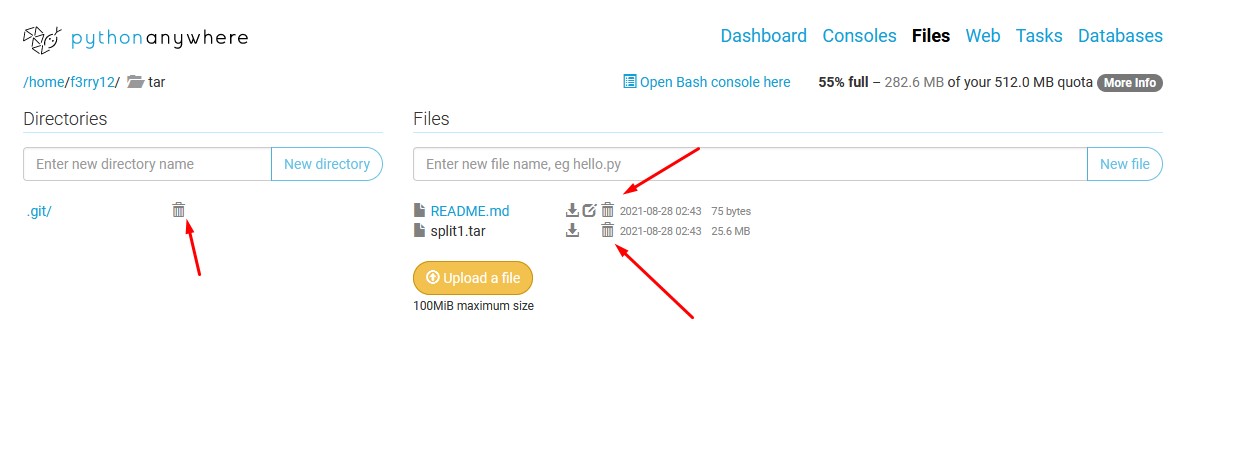 pythonanywhere
Dashboard Consoles Files Web Tasks Databases
/home/f3rry12/ tar
Open Bash console here 55% full – 282.6 MB of your 512.0 MB quota More Info
Directories
Enter new directory name New directory
.git/
Files
Enter new file name, eg hello.py New file
README.md 2021-08-28 02:43 75 bytes
split1.tar 2021-08-28 02:43 25.6 MB
Upload a file
100MiB maximum size